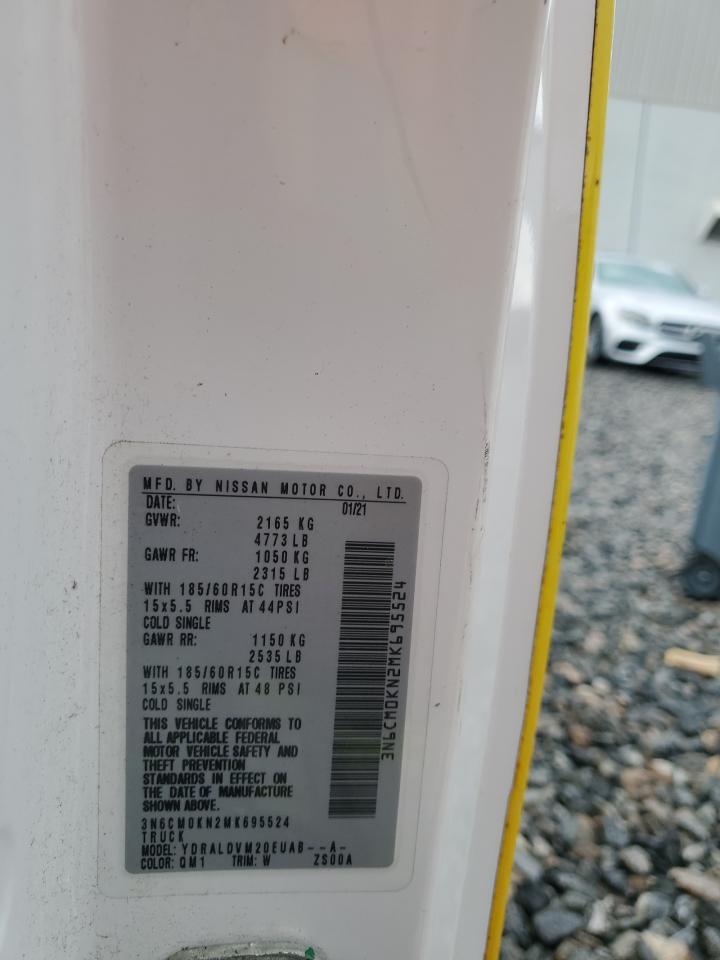 MFD. BY NISSAN MOTOR CO., LTD.
DATE: 01/21
GVWR: 2165 KG
4773 LB
GAWR FR: 1050 KG
2315 LB
WITH 185/60R15C TIRES
15x5.5 RIMS AT 44PSI
COLD SINGLE
GAWR RR: 1150 KG
2535 LB
WITH 185/60R15C TIRES
15x5.5 RIMS AT 48 PSI
COLD SINGLE
THIS VEHICLE CONFORMS TO
ALL APPLICABLE FEDERAL
MOTOR VEHICLE SAFETY AND
THEFT PREVENTION
STANDARDS IN EFFECT ON
THE DATE OF MANUFACTURE
SHOWN ABOVE.
3N6CM0KN2MK695524
TRUCK
MODEL: YDRALDVM20EUAB--A-
COLOR: QM1 TRIM: W ZS00A
3N6CM0KN2MK695524